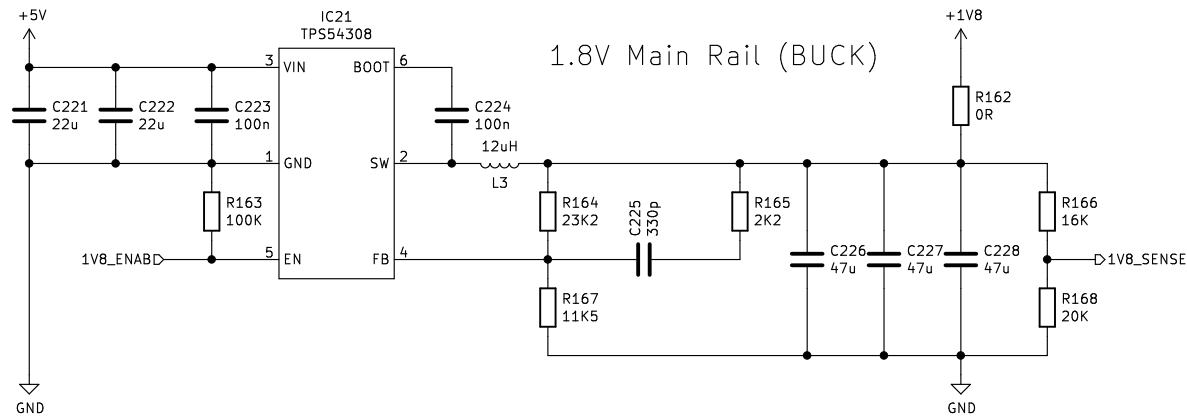 +5V
IC21
TPS54308
+1V8
1.8V Main Rail (BUCK)
3 VIN
BOOT 6
C221
22u
C222
22u
C223
100n
C224
100n
R162
0R
1 GND
SW 2
12uH
L3
R163
100K
R164
23K2
C225
330p
R165
2K2
R166
16K
1V8_ENAB
5 EN
FB 4
C226
47u
C227
47u
C228
47u
1V8_SENSE
R167
11K5
R168
20K
GND
GND